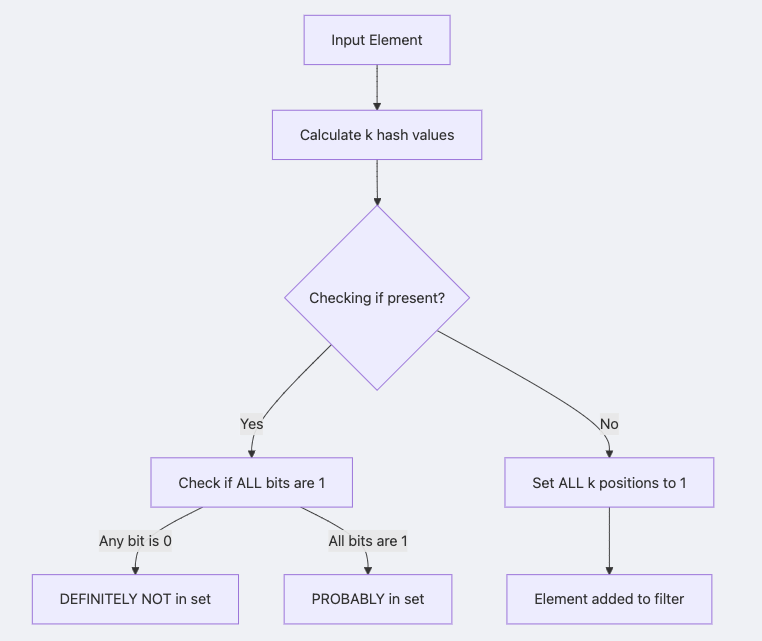 Input Element
Calculate k hash values
Checking if present?
Yes
No
Check if ALL bits are 1
Set ALL k positions to 1
Any bit is 0
All bits are 1
DEFINITELY NOT in set
PROBABLY in set
Element added to filter